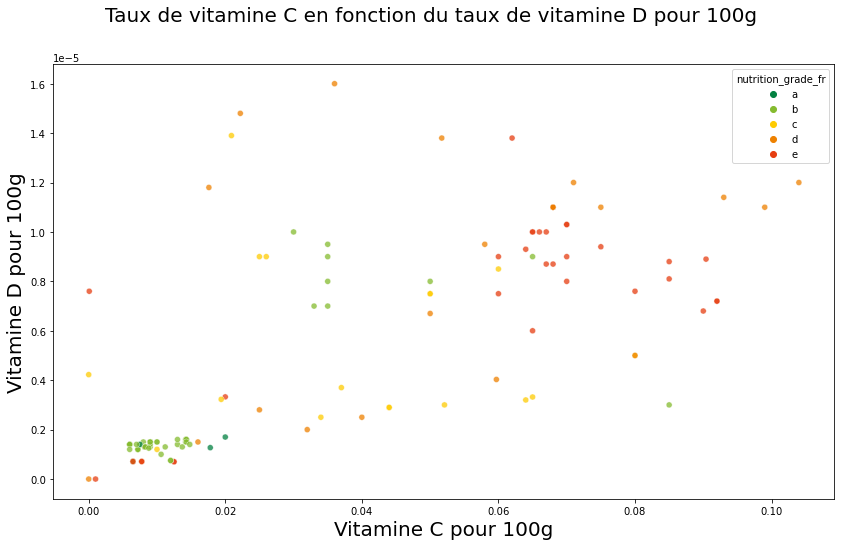 Taux de vitamine C en fonction du taux de vitamine D pour 100g
1e−5
nutrition_grade_fr
a
b
c
d
e
1.6
1.4
1.2
1.0
0.8
0.6
0.4
0.2
0.0
Vitamine D pour 100g
0.00 0.02 0.04 0.06 0.08 0.10
Vitamine C pour 100g